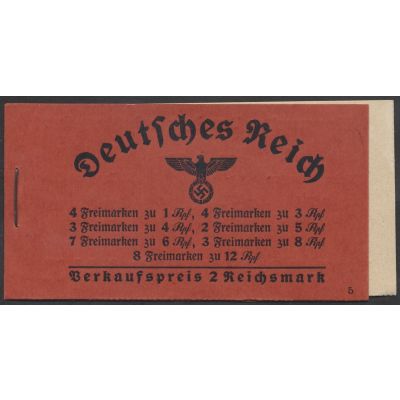 Deutsches Reich
4 Freimarken zu 1 Rpf, 4 Freimarken zu 3 Rpf
3 Freimarken zu 4 Rpf, 2 Freimarken zu 5 Rpf
7 Freimarken zu 6 Rpf, 3 Freimarken zu 8 Rpf
8 Freimarken zu 12 Rpf
Verkaufspreis 2 Reichsmark
5